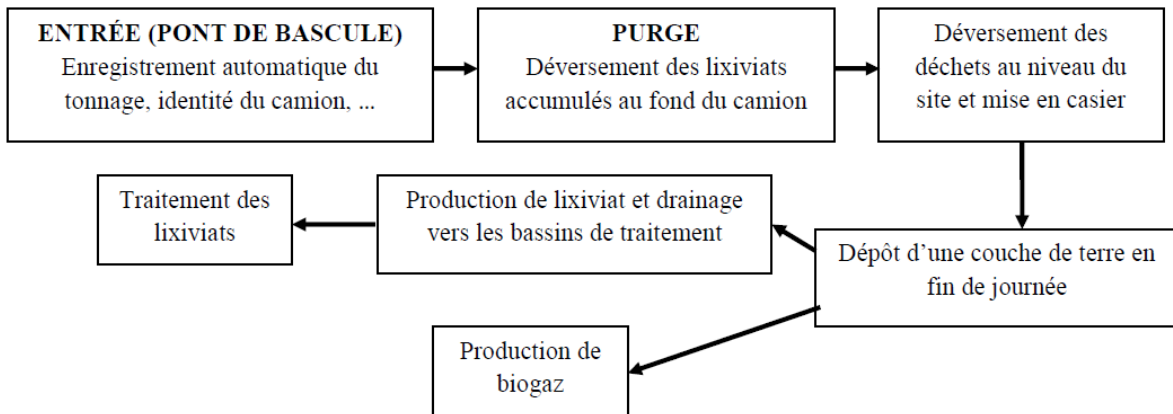 ENTRÉE (PONT DE BASCULE)
Enregistrement automatique du
tonnage, identité du camion, ...
PURGE
Déversement des lixiviats
accumulés au fond du camion
Déversement des
déchets au niveau du
site et mise en casier
Dépôt d’une couche de terre en
fin de journée
Production de lixiviat et drainage
vers les bassins de traitement
Traitement des
lixiviats
Production de
biogaz